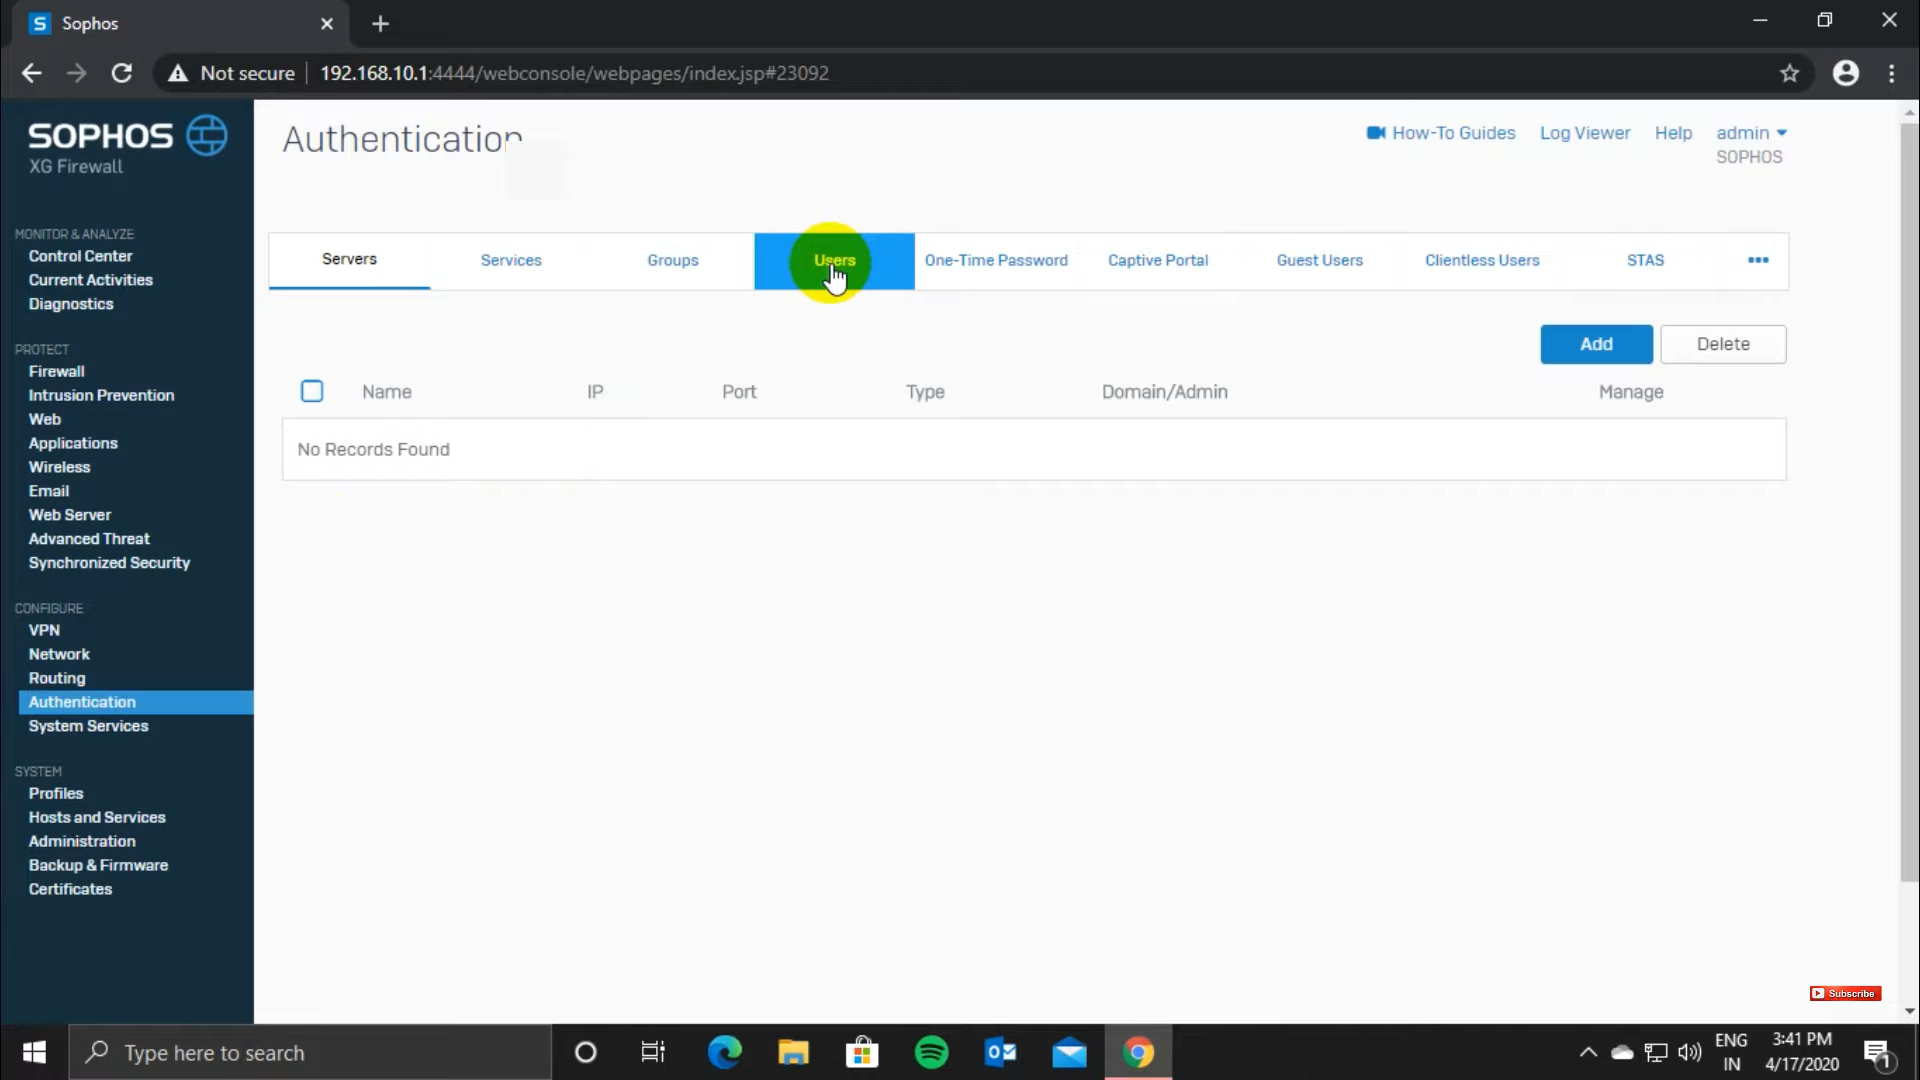 Sophos
Not secure
192.168.10.1:4444/webconsole/webpages/index.jsp#23092
SOPHOS
XG Firewall
MONITOR & ANALYZE
Control Center
Current Activities
Diagnostics
PROTECT
Firewall
Intrusion Prevention
Web
Applications
Wireless
Email
Web Server
Advanced Threat
Synchronized Security
CONFIGURE
VPN
Network
Routing
Authentication
System Services
SYSTEM
Profiles
Hosts and Services
Administration
Backup & Firmware
Certificates
Authentication
How-To Guides Log Viewer Help admin
SOPHOS
Servers Services Groups Users One-Time Password Captive Portal Guest Users Clientless Users STAS
Add Delete
Name IP Port Type Domain/Admin Manage
No Records Found
Subscribe
Type here to search
ENG
IN
3:41 PM
4/17/2020
1